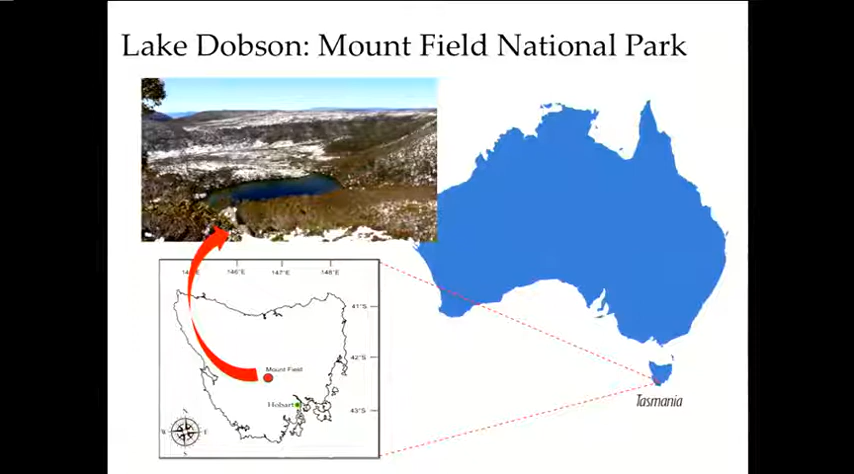 Lake Dobson: Mount Field National Park
146°E 147°E 148°E
41°S
42°S
Mount Field
Hobart
43°S
N
W E
S
Tasmania